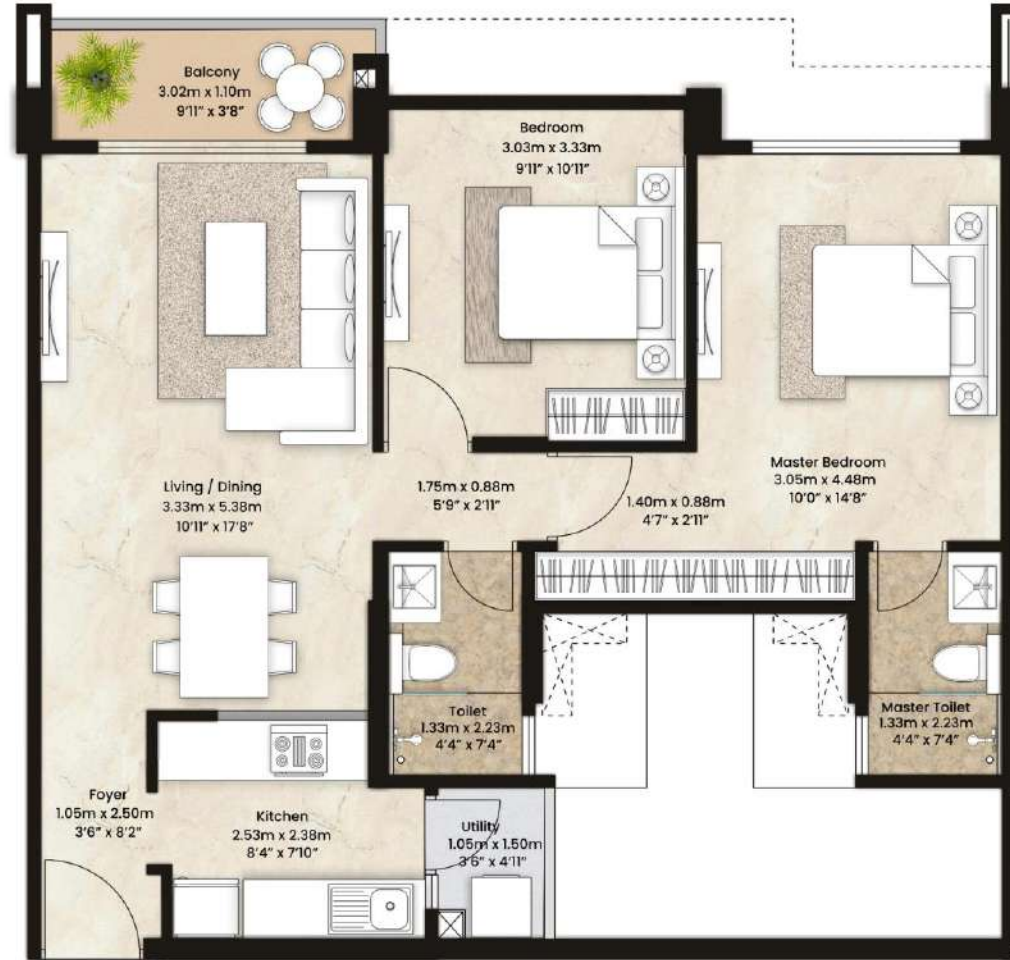 Balcony
3.02m x 1.10m
9'11" x 3'8"
Bedroom
3.03m x 3.33m
9'11" x 10'11"
Living / Dining
3.33m x 5.38m
10'11" x 17'8"
1.75m x 0.88m
5'9" x 2'11"
1.40m x 0.88m
4'7" x 2'11"
Master Bedroom
3.05m x 4.48m
10'0" x 14'8"
Toilet
1.33m x 2.23m
4'4" x 7'4"
Master Toilet
1.33m x 2.23m
4'4" x 7'4"
Foyer
1.05m x 2.50m
3'6" x 8'2"
Kitchen
2.53m x 2.38m
8'4" x 7'10"
Utility
1.05m x 1.50m
3'6" x 4'11"